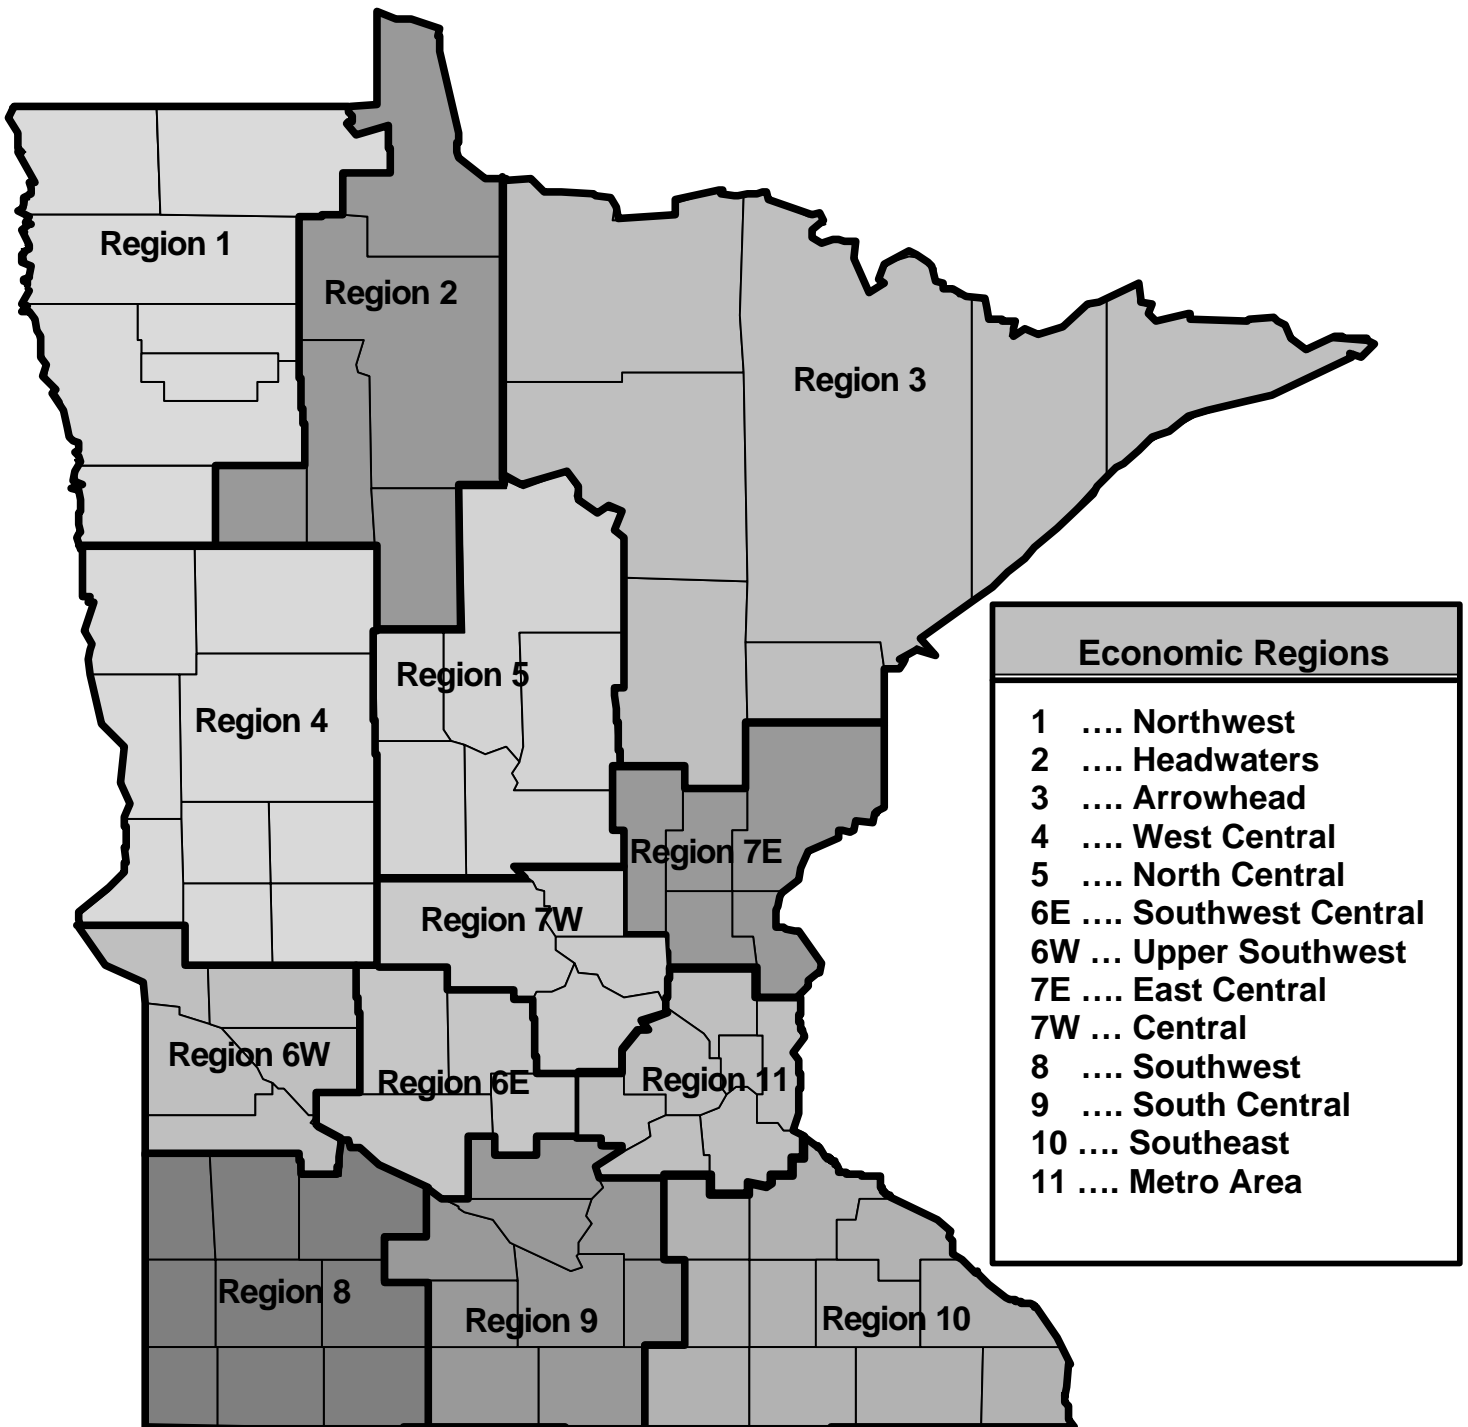 Region 1
Region 2
Region 3
Region 5
Region 4
Region 7E
Region 7W
Region 6W
Region 6E
Region 11
Region 8
Region 9
Region 10
Economic Regions
1 .... Northwest
2 .... Headwaters
3 .... Arrowhead
4 .... West Central
5 .... North Central
6E .... Southwest Central
6W ... Upper Southwest
7E .... East Central
7W ... Central
8 .... Southwest
9 .... South Central
10 .... Southeast
11 .... Metro Area